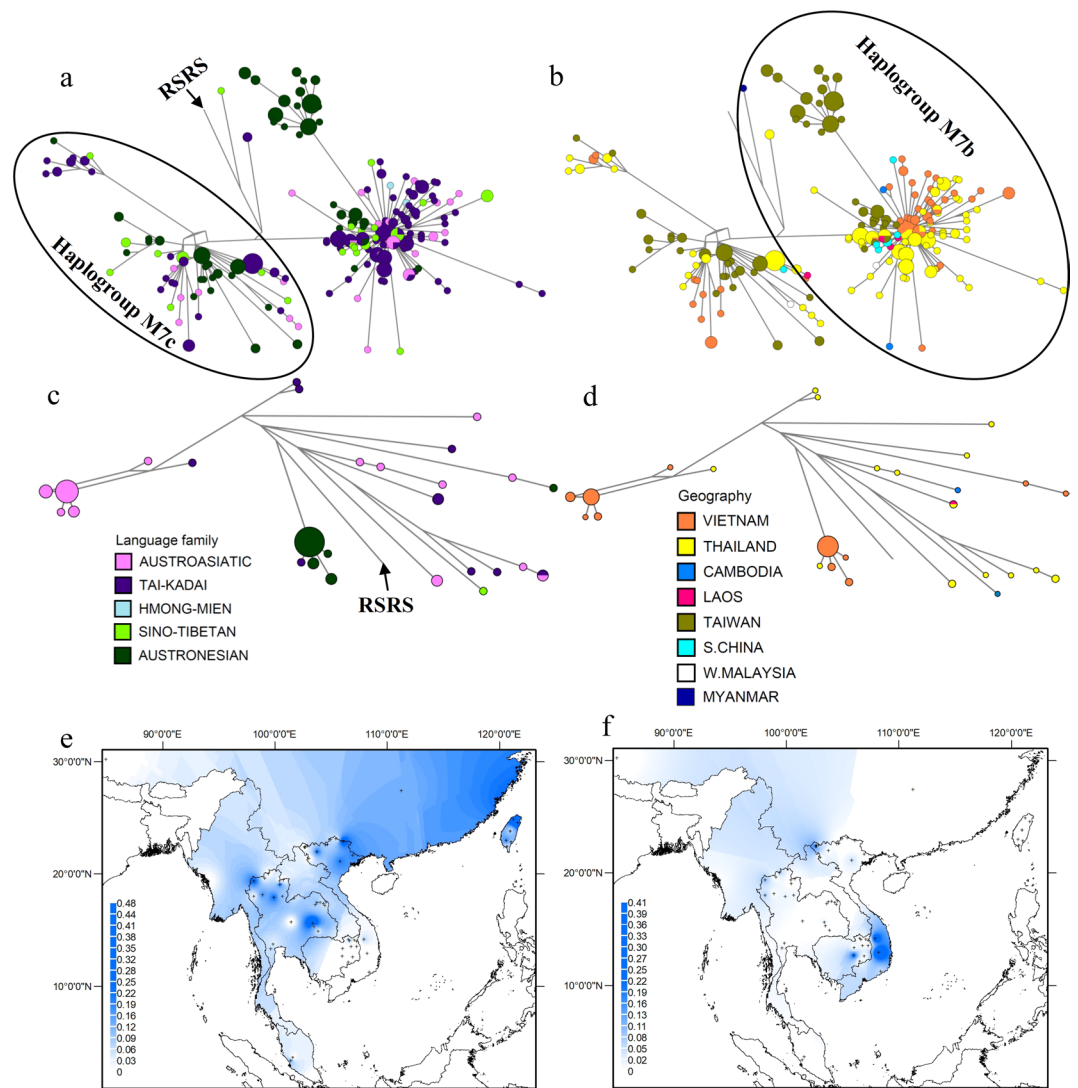 a
RSRS
Haplogroup M7c
b
Haplogroup M7b
c
Language family
AUSTROASIATIC
TAI-KADAI
HMONG-MIEN
SINO-TIBETAN
AUSTRONESIAN
RSRS
d
Geography
VIETNAM
THAILAND
CAMBODIA
LAOS
TAIWAN
S.CHINA
W.MALAYSIA
MYANMAR
e
90°0'0"E 100°0'0"E 110°0'0"E 120°0'0"E
30°0'0"N
20°0'0"N
10°0'0"N
0.48
0.44
0.41
0.38
0.35
0.32
0.28
0.25
0.22
0.19
0.16
0.12
0.09
0.06
0.03
0
f
90°0'0"E 100°0'0"E 110°0'0"E 120°0'0"E
30°0'0"N
20°0'0"N
10°0'0"N
0.41
0.39
0.36
0.33
0.30
0.27
0.25
0.22
0.19
0.16
0.13
0.11
0.08
0.05
0.02
0